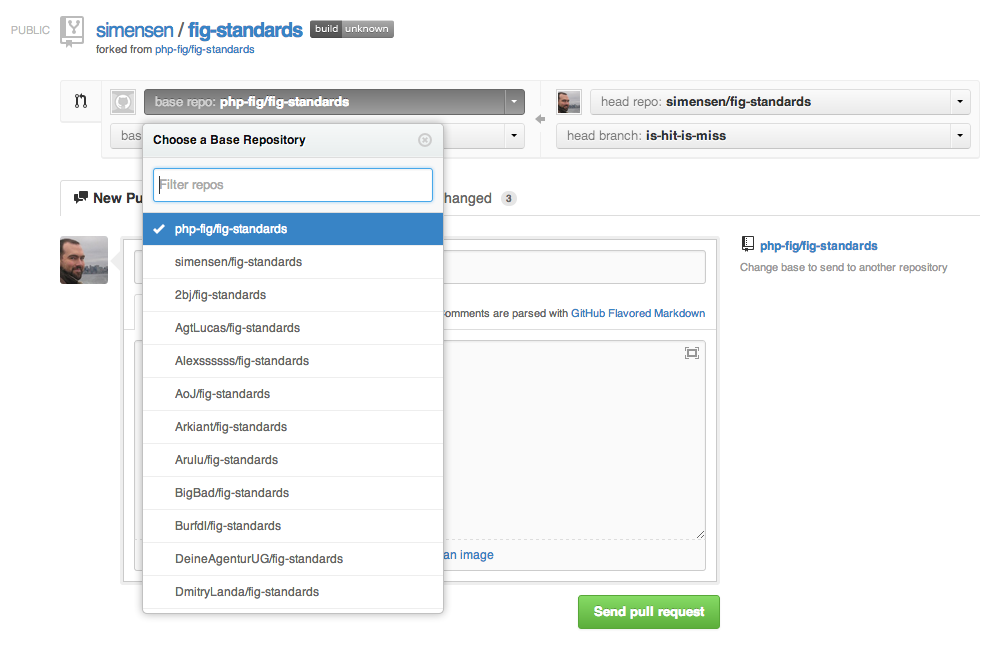 PUBLIC simensen / fig-standards build unknown
forked from php-fig/fig-standards
base repo: php-fig/fig-standards
head repo: simensen/fig-standards
bas
head branch: is-hit-is-miss
Choose a Base Repository
Filter repos
New Pu
hanged 3
php-fig/fig-standards
simensen/fig-standards
2bj/fig-standards
AgtLucas/fig-standards
Alexssssss/fig-standards
AoJ/fig-standards
Arkiant/fig-standards
Arulu/fig-standards
BigBad/fig-standards
Burfdl/fig-standards
DeineAgenturUG/fig-standards
DmitryLanda/fig-standards
omments are parsed with GitHub Flavored Markdown
an image
Send pull request
php-fig/fig-standards
Change base to send to another repository